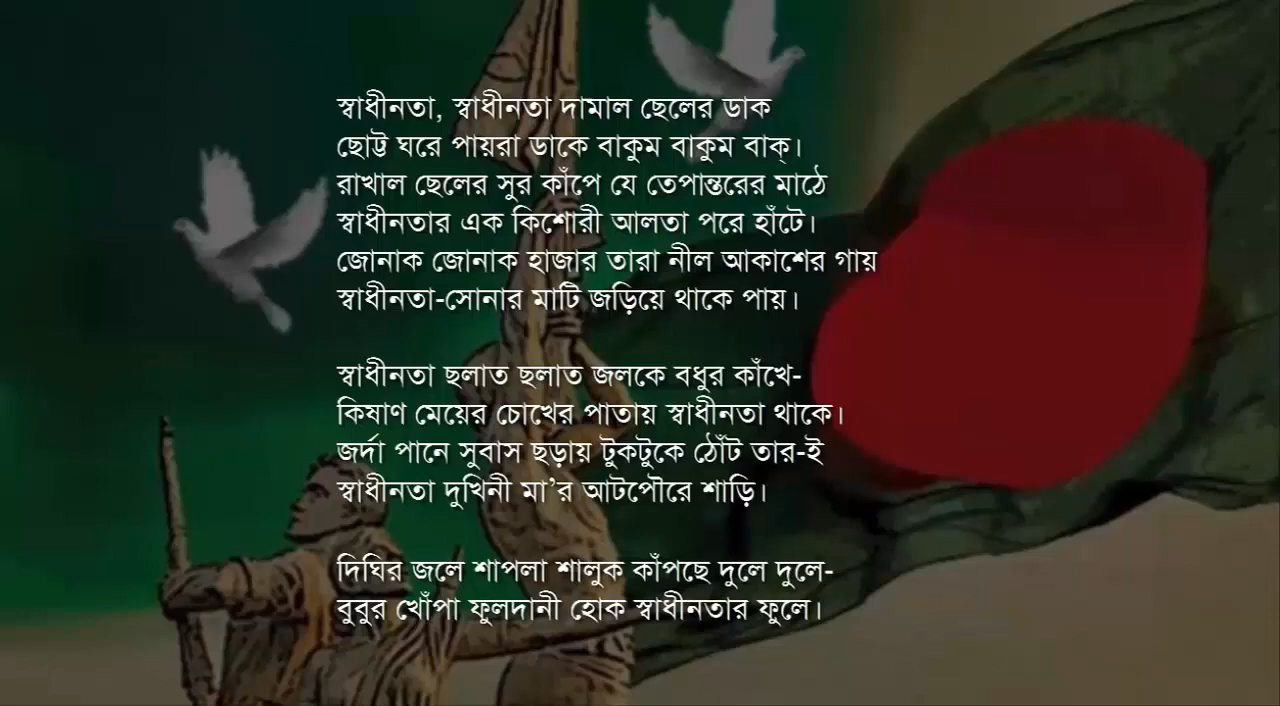 স্বাধীনতা, স্বাধীনতা দামাল ছেলের ডাক
ছোট্ট ঘরে পায়রা ডাকে বাকুম বাকুম বাক্।
রাখাল ছেলের সুর কাঁপে যে তেপান্তরের মাঠে
স্বাধীনতার এক কিশোরী আলতা পরে হাঁটে।
জোনাক জোনাক হাজার তারা নীল আকাশের গায়
স্বাধীনতা-সোনার মাটি জড়িয়ে থাকে পায়।
স্বাধীনতা ছলাত ছলাত জলকে বধুর কাঁখে-
কিষাণ মেয়ের চোখের পাতায় স্বাধীনতা থাকে।
জর্দা পানে সুবাস ছড়ায় টুকটুকে ঠোঁট তার-ই
স্বাধীনতা দুখিনী মা’র আটপৌরে শাড়ি।
দিঘির জলে শাপলা শালুক কাঁপছে দুলে দুলে-
বুবুর খোঁপা ফুলদানী হোক স্বাধীনতার ফুলে।